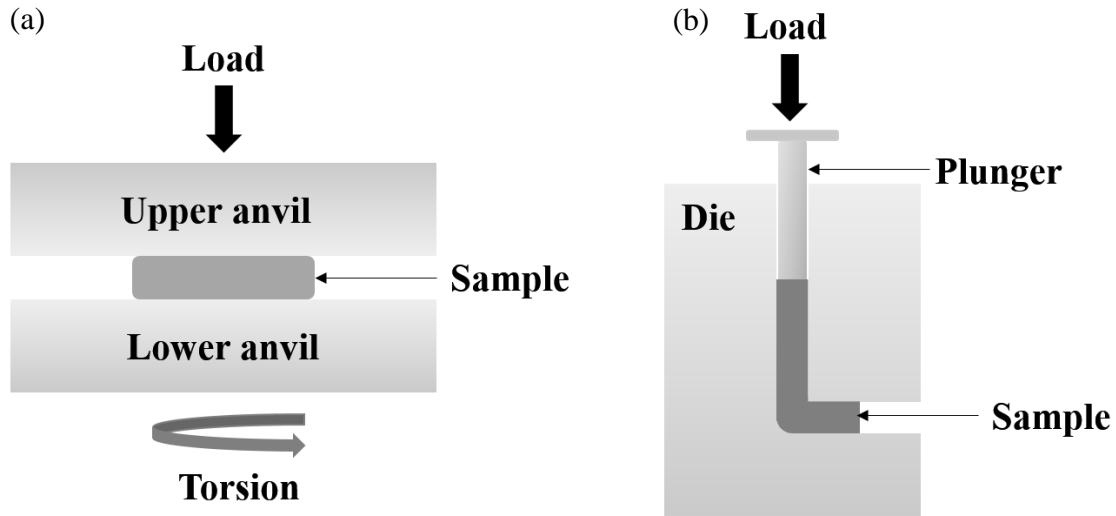 (a)
Load
Upper anvil
Sample
Lower anvil
Torsion
(b)
Load
Plunger
Die
Sample